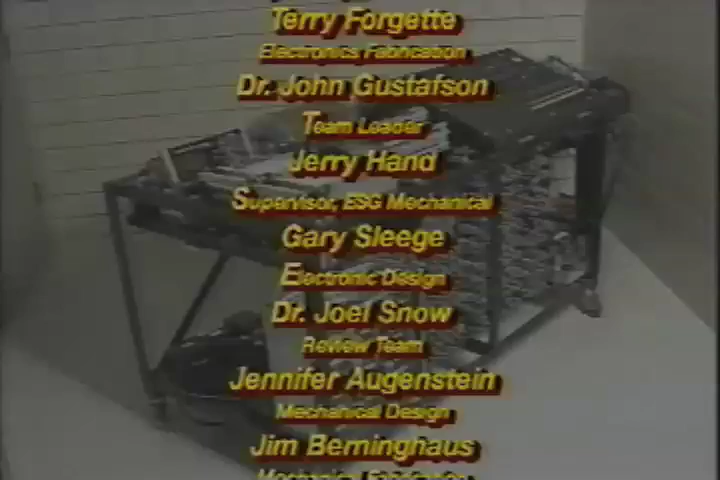 Terry Forgette
Electronics Fabrication
Dr. John Gustafson
Team Leader
Jerry Hand
Supervisor, ESG Mechanical
Gary Sleege
Electronic Design
Dr. Joel Snow
Review Team
Jennifer Augenstein
Mechanical Design
Jim Berninghaus